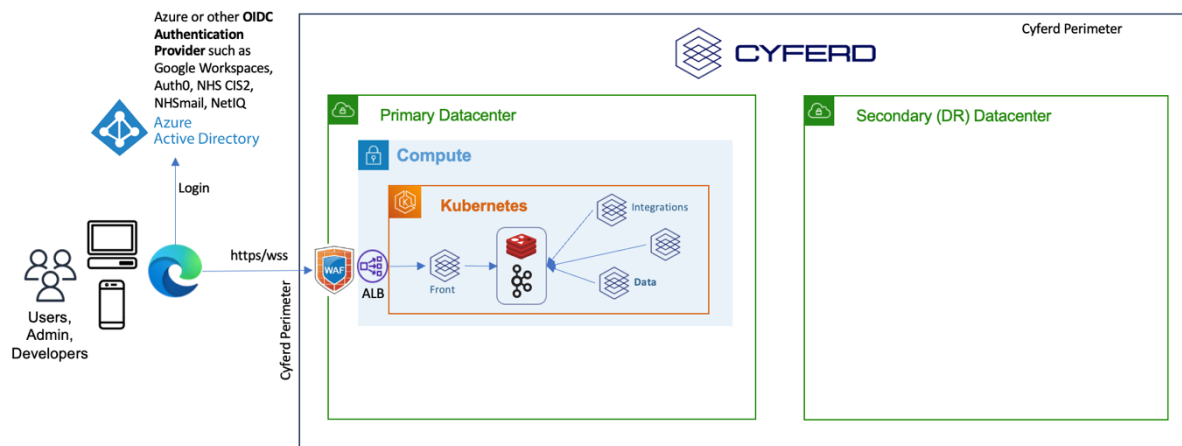 Azure or other OIDC
Authentication
Provider such as
Google Workspaces,
Auth0, NHS CIS2,
NHSmail, NetIQ
Azure
Active Directory
Login
Users,
Admin,
Developers
https/wss
Cyferd Perimeter
WAF
ALB
Cyferd Perimeter
CYFERD
Primary Datacenter
Compute
K
Kubernetes
Front
Integrations
Data
Secondary (DR) Datacenter